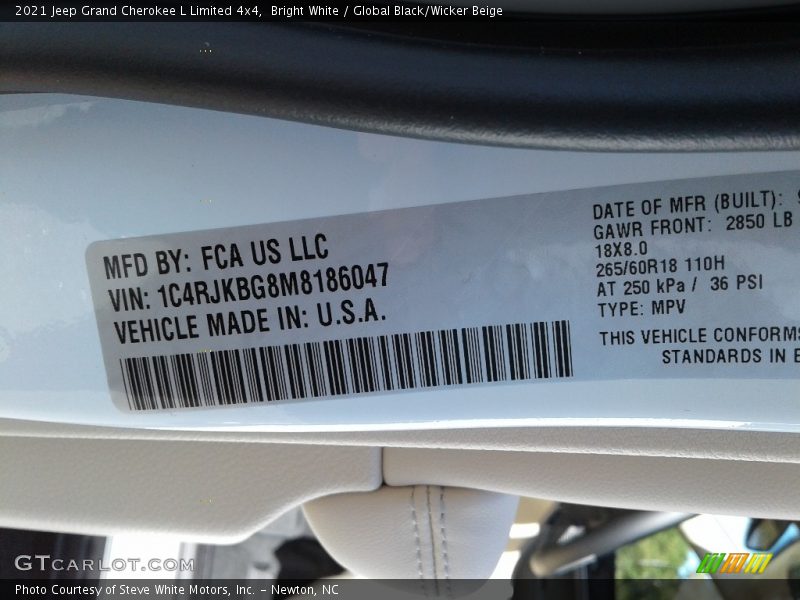 2021 Jeep Grand Cherokee L Limited 4x4, Bright White / Global Black/Wicker Beige
MFD BY: FCA US LLC
VIN: 1C4RJKBG8M8186047
VEHICLE MADE IN: U.S.A.
DATE OF MFR (BUILT):
GAWR FRONT: 2850 LB
18X8.0
265/60R18 110H
AT 250 kPa / 36 PSI
TYPE: MPV
THIS VEHICLE CONFORMS
STANDARDS IN
GTCARLOT.COM
Photo Courtesy of Steve White Motors, Inc. – Newton, NC